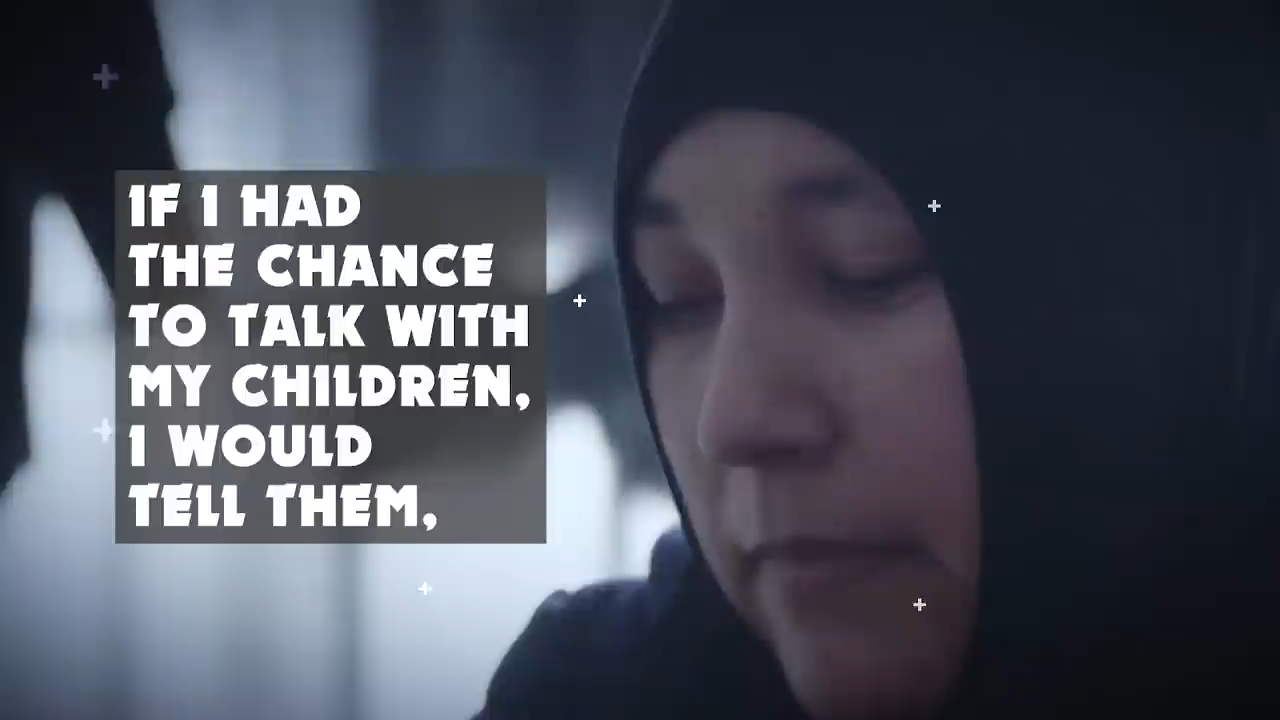 IF I HAD
THE CHANCE
TO TALK WITH
MY CHILDREN,
I WOULD
TELL THEM,